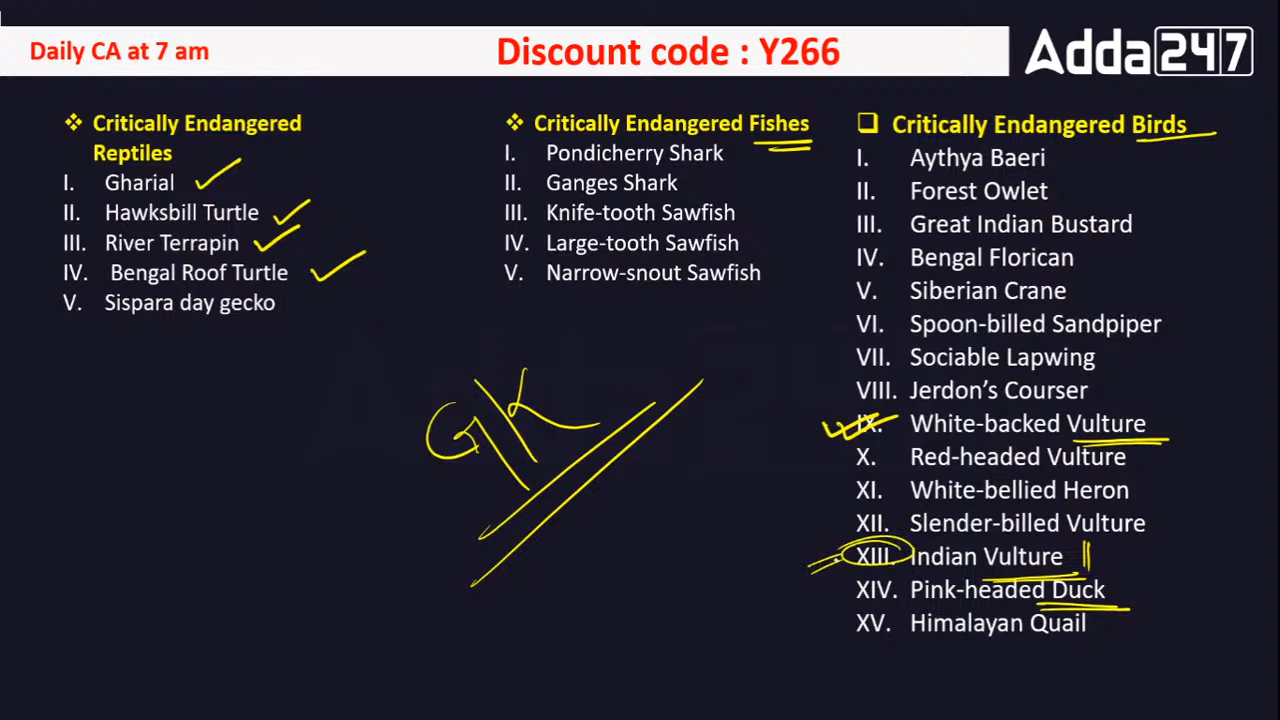 Daily CA at 7 am
Discount code : Y266
Adda247
❖ Critically Endangered
Reptiles
I. Gharial
II. Hawksbill Turtle
III. River Terrapin
IV. Bengal Roof Turtle
V. Sispara day gecko
❖ Critically Endangered Fishes
I. Pondicherry Shark
II. Ganges Shark
III. Knife-tooth Sawfish
IV. Large-tooth Sawfish
V. Narrow-snout Sawfish
GK
❑ Critically Endangered Birds
I. Aythya Baeri
II. Forest Owlet
III. Great Indian Bustard
IV. Bengal Florican
V. Siberian Crane
VI. Spoon-billed Sandpiper
VII. Sociable Lapwing
VIII. Jerdon’s Courser
IX. White-backed Vulture
X. Red-headed Vulture
XI. White-bellied Heron
XII. Slender-billed Vulture
XIII. Indian Vulture
XIV. Pink-headed Duck
XV. Himalayan Quail